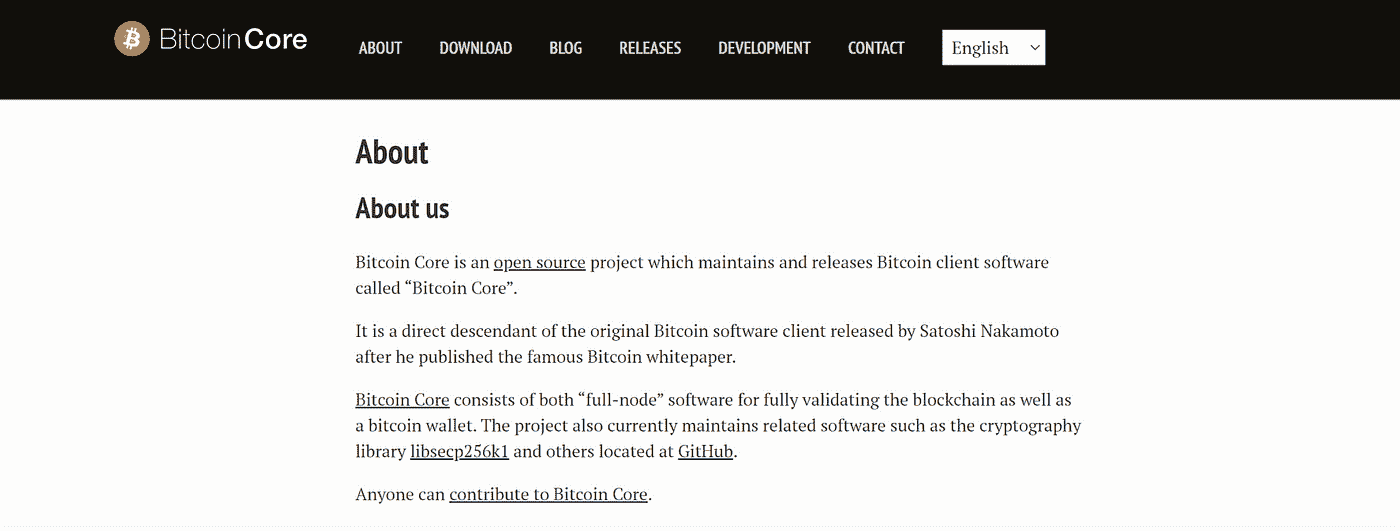 BitcoinCore
ABOUT DOWNLOAD BLOG RELEASES DEVELOPMENT CONTACT English
About
About us
Bitcoin Core is an open source project which maintains and releases Bitcoin client software
called “Bitcoin Core”.
It is a direct descendant of the original Bitcoin software client released by Satoshi Nakamoto
after he published the famous Bitcoin whitepaper.
Bitcoin Core consists of both “full-node” software for fully validating the blockchain as well as
a bitcoin wallet. The project also currently maintains related software such as the cryptography
library libsecp256k1 and others located at GitHub.
Anyone can contribute to Bitcoin Core.